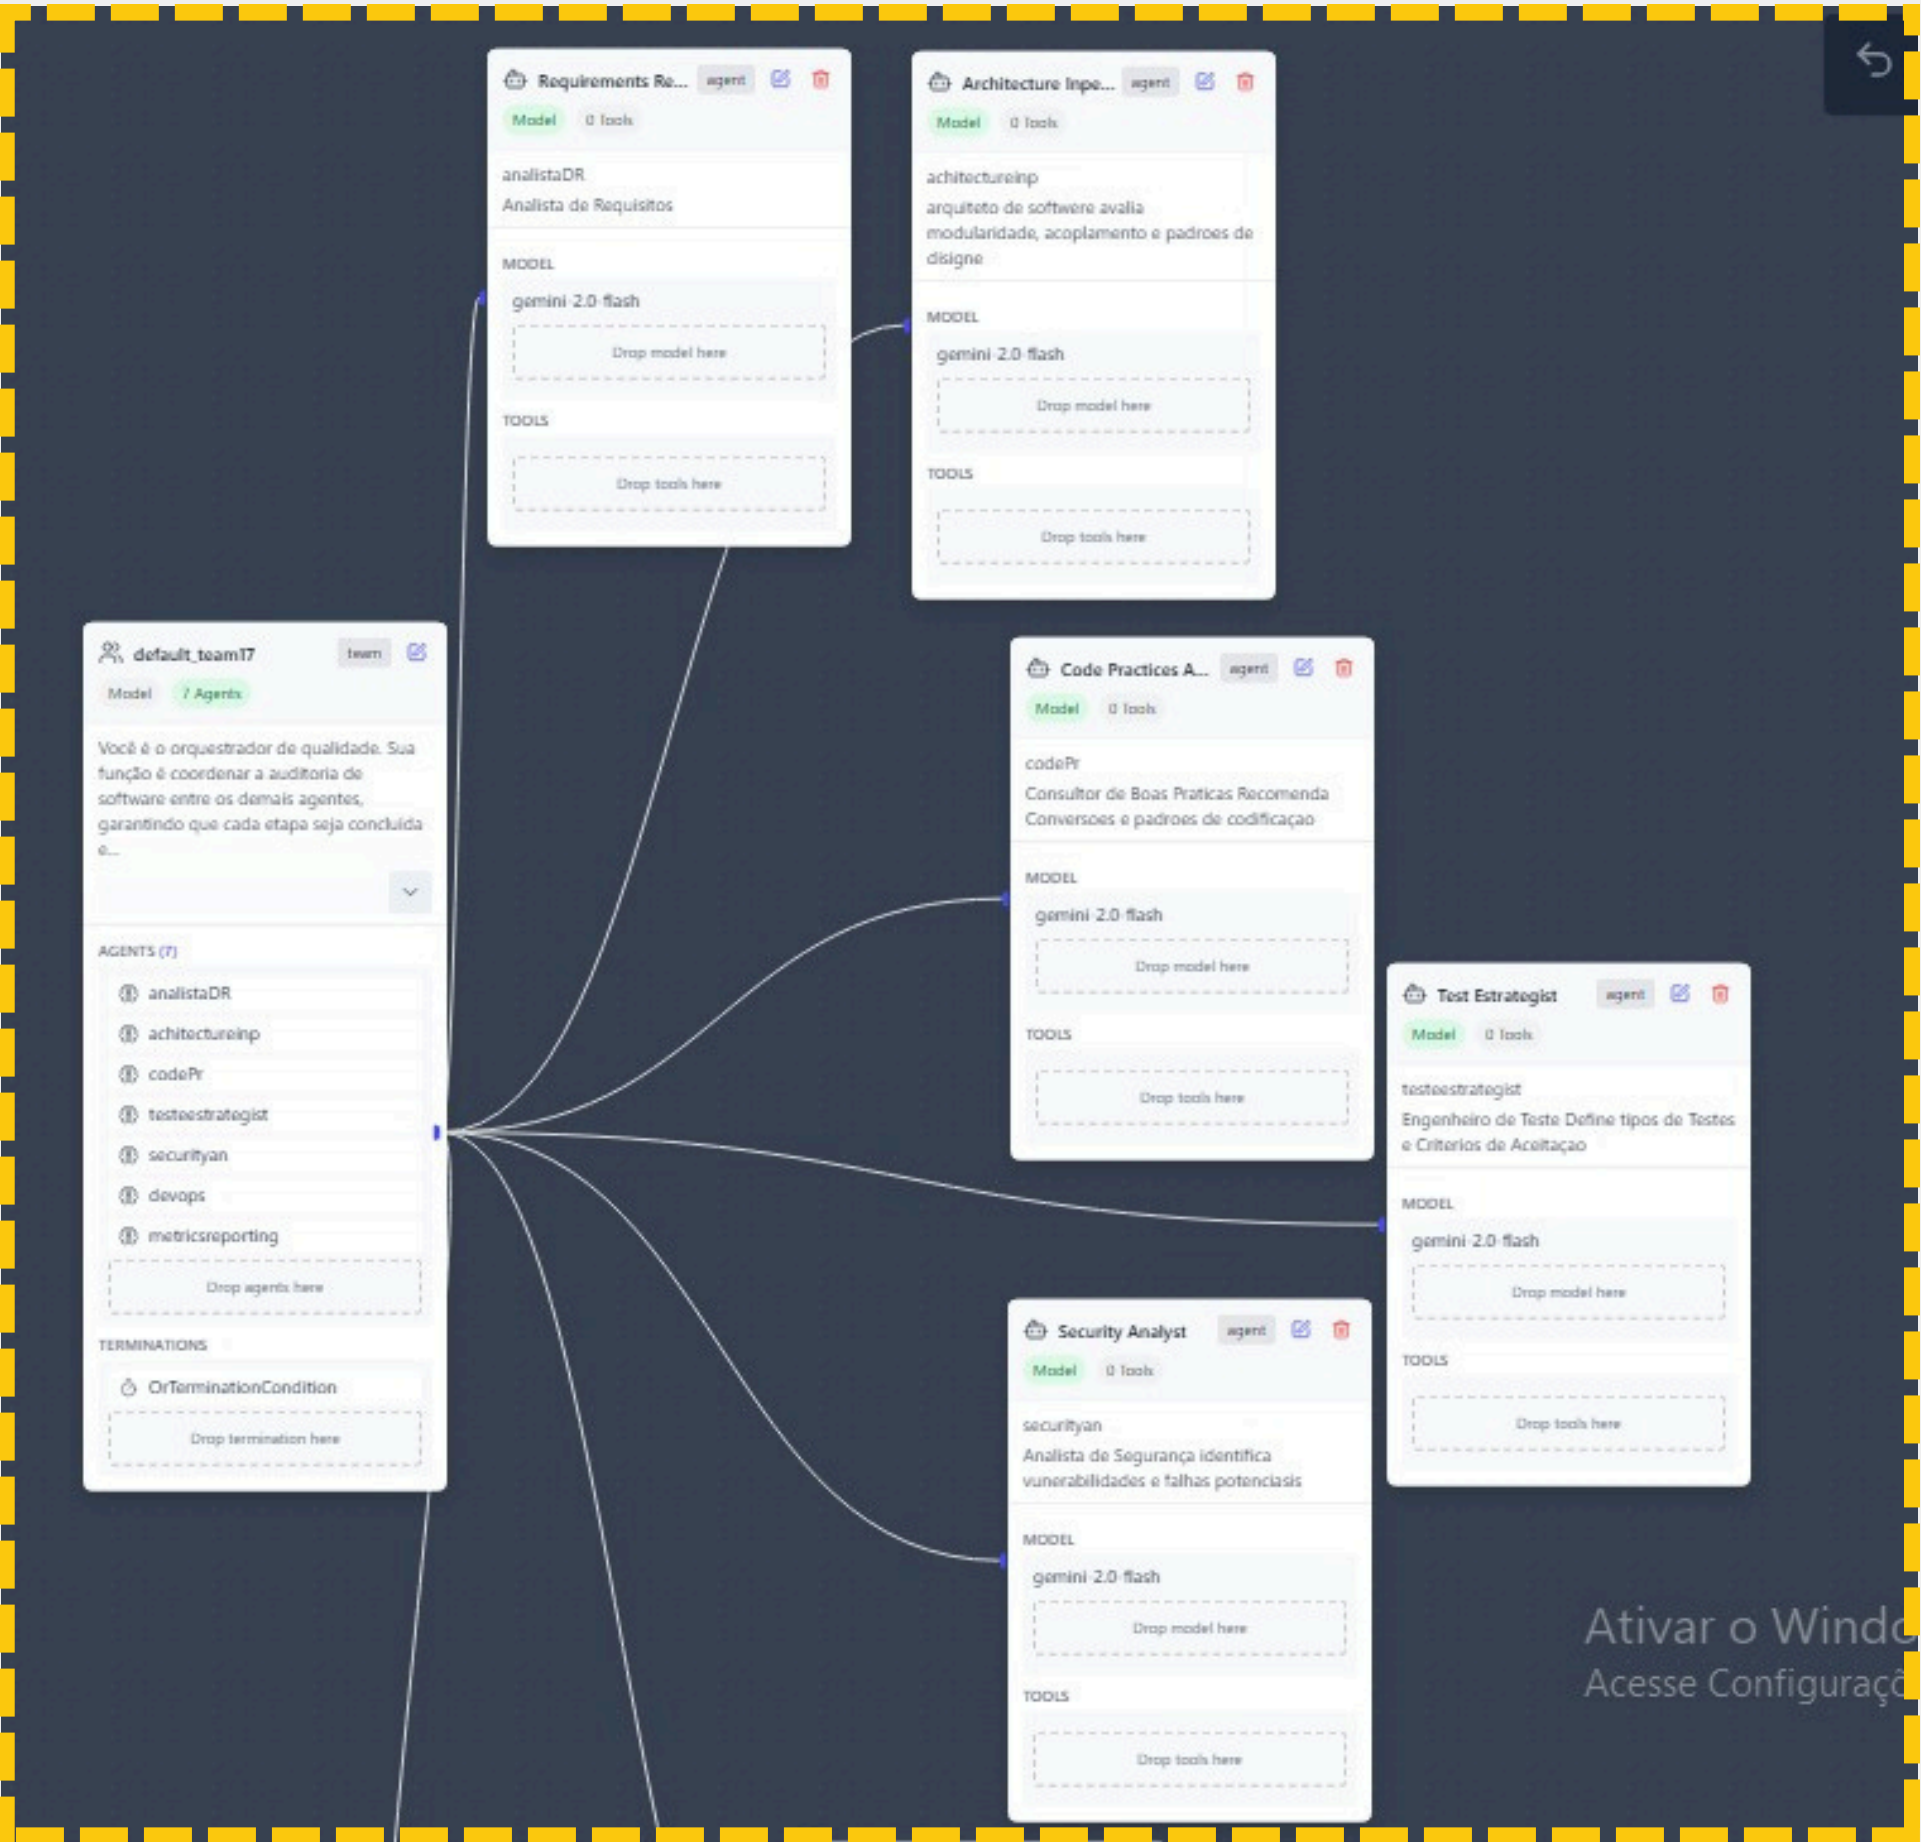 Requirements Re... agent
Model 0 Tools
analistaDR
Analista de Requisitos
MODEL
gemini-2.0-flash
Drop model here
TOOLS
Drop tools here
Architecture Inpe... agent
Model 0 Tools
achitectureinp
arquiteto de softwere avalia
modularidade, acoplamento e padroes de
disigne
MODEL
gemini-2.0-flash
Drop model here
TOOLS
Drop tools here
default_team17 team
Model 7 Agents
Você é o orquestrador de qualidade. Sua
função é coordenar a auditoria de
software entre os demais agentes,
garantindo que cada etapa seja concluída
e...
AGENTS (7)
analistaDR
achitectureinp
codePr
testeestrategist
securityan
devops
metricsreporting
Drop agents here
TERMINATIONS
OrTerminationCondition
Drop termination here
Code Practices A... agent
Model 0 Tools
codePr
Consultor de Boas Praticas Recomenda
Conversoes e padroes de codificaçao
MODEL
gemini-2.0-flash
Drop model here
TOOLS
Drop tools here
Test Estrategist agent
Model 0 Tools
testeestrategist
Engenheiro de Teste Define tipos de Testes
e Criterios de Aceitaçao
MODEL
gemini-2.0-flash
Drop model here
TOOLS
Drop tools here
Security Analyst agent
Model 0 Tools
securityan
Analista de Segurança identifica
vunerabilidades e falhas potenciasis
MODEL
gemini-2.0-flash
Drop model here
TOOLS
Drop tools here
Ativar o Windo
Acesse Configuraçõ